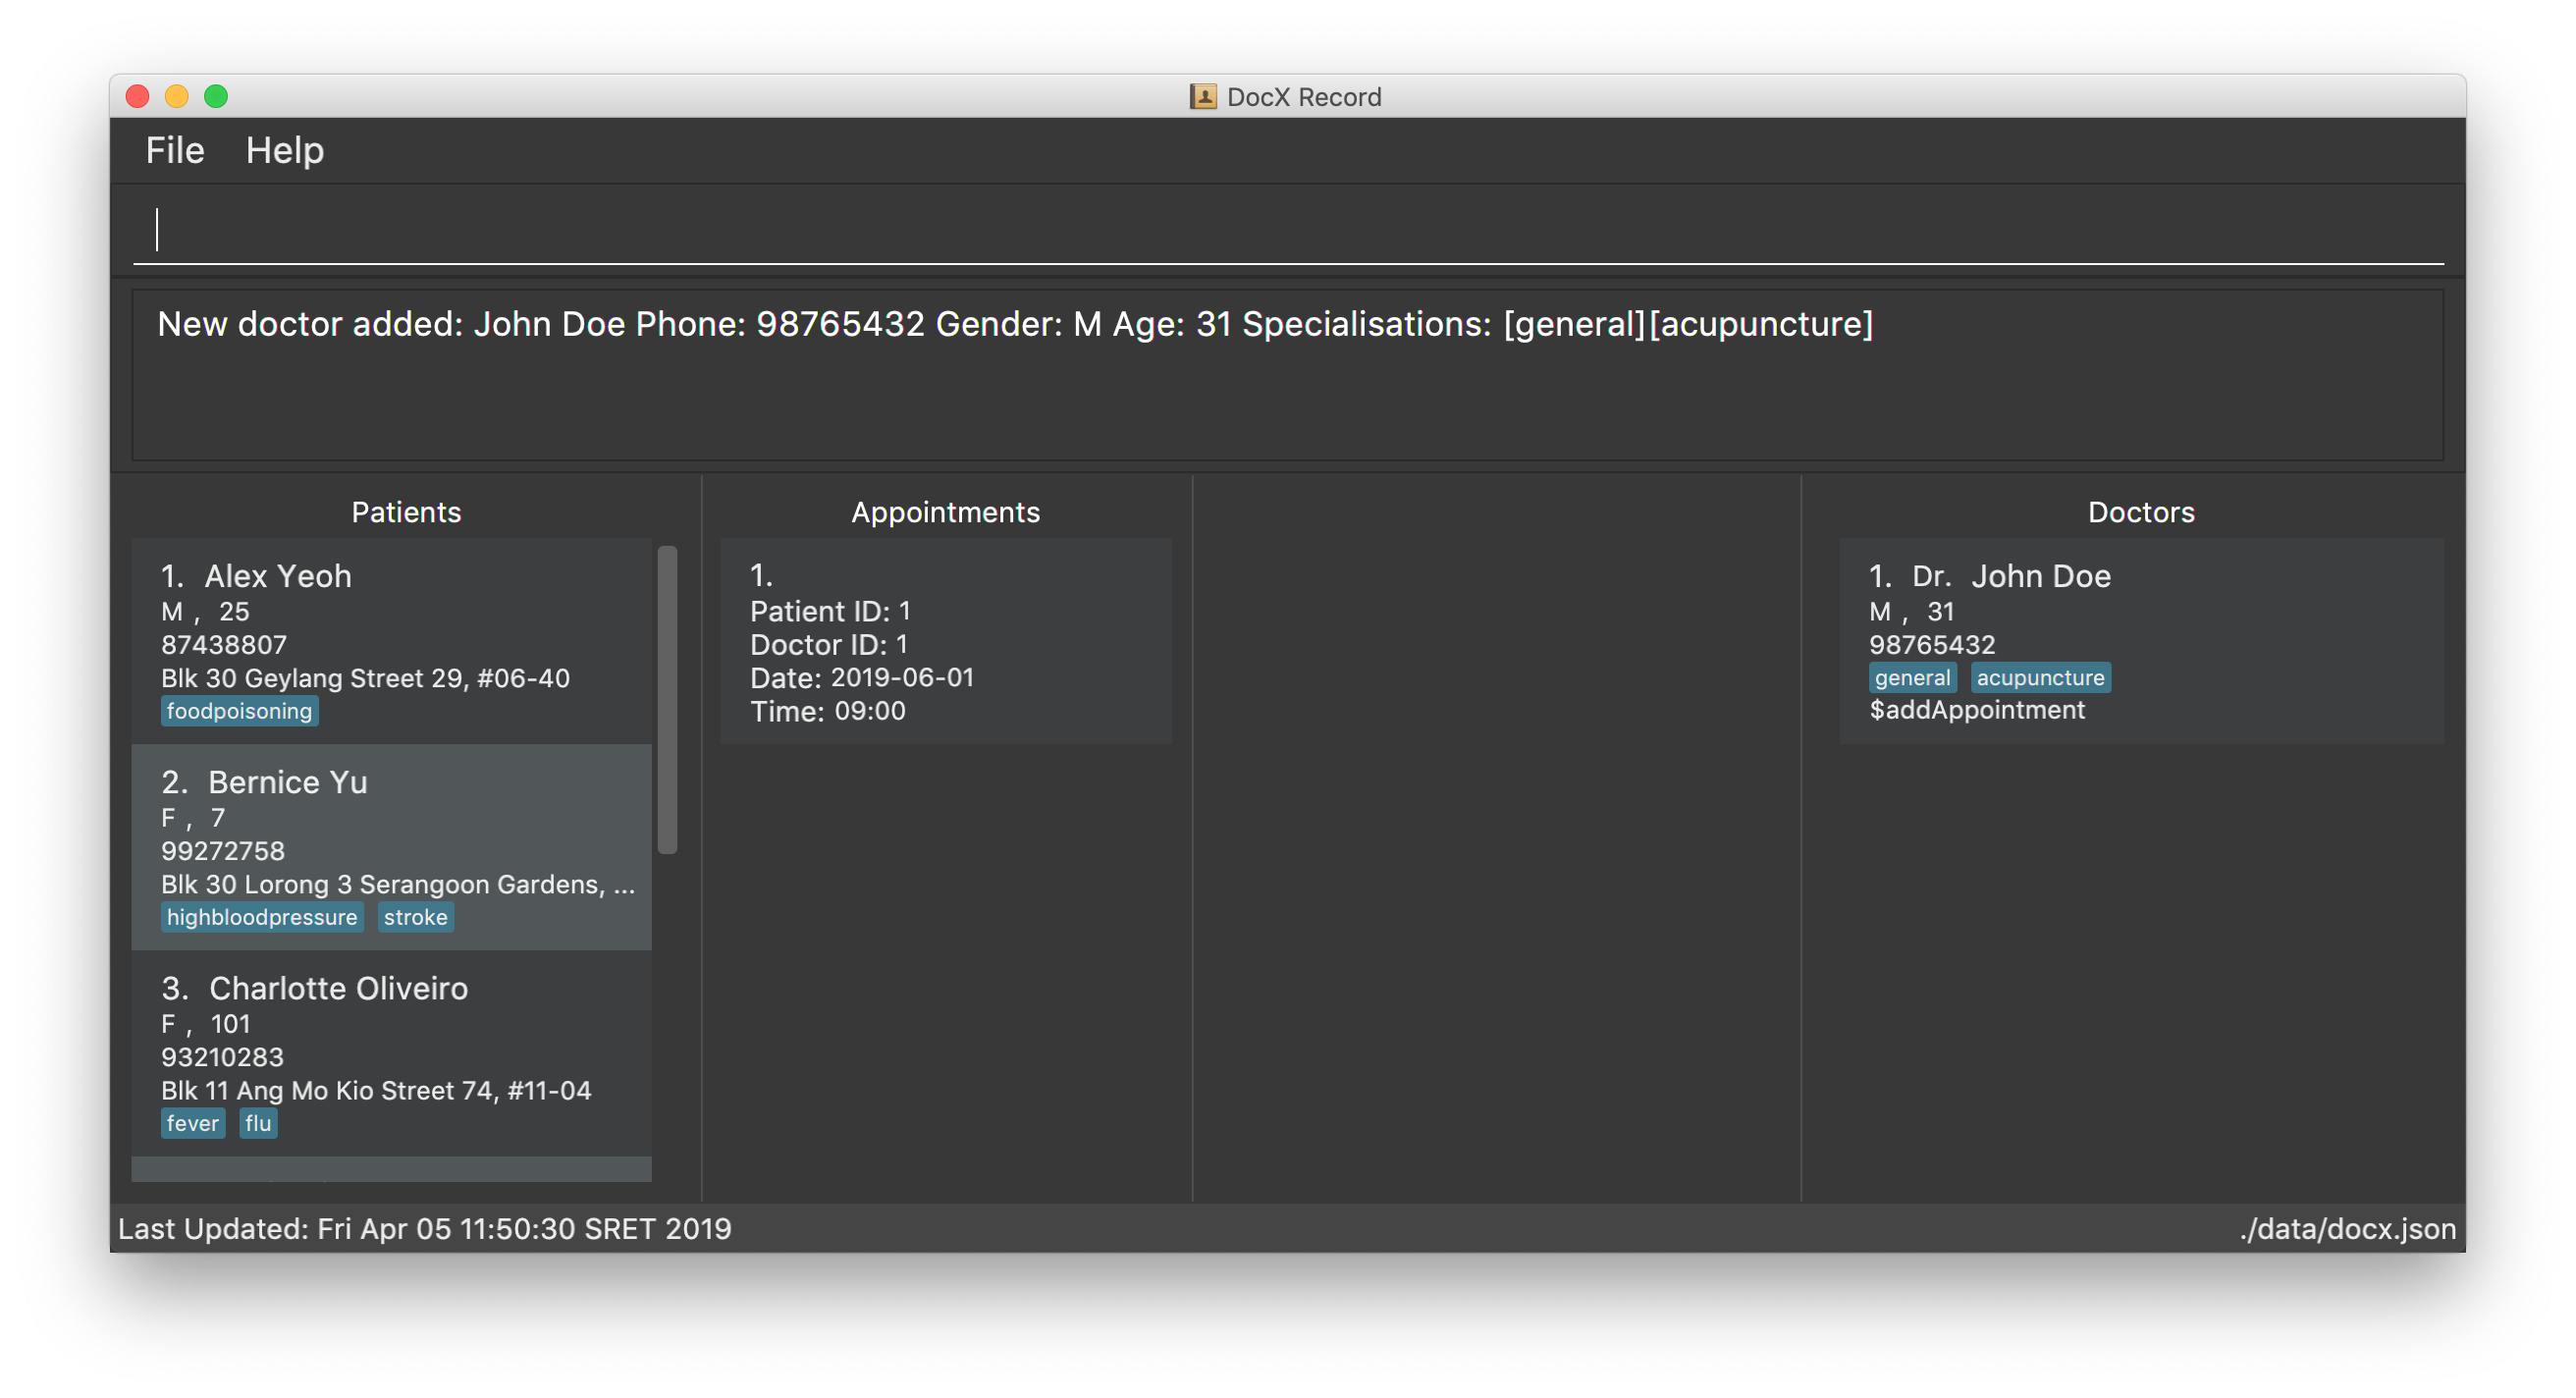 DocX Record
File Help
New doctor added: John Doe Phone: 98765432 Gender: M Age: 31 Specialisations: [general][acupuncture]
Patients
1. Alex Yeoh
M , 25
87438807
Blk 30 Geylang Street 29, #06-40
foodpoisoning
2. Bernice Yu
F , 7
99272758
Blk 30 Lorong 3 Serangoon Gardens, ...
highbloodpressure stroke
3. Charlotte Oliveiro
F , 101
93210283
Blk 11 Ang Mo Kio Street 74, #11-04
fever flu
Appointments
1.
Patient ID: 1
Doctor ID: 1
Date: 2019-06-01
Time: 09:00
Doctors
1. Dr. John Doe
M , 31
98765432
general acupuncture
$addAppointment
Last Updated: Fri Apr 05 11:50:30 SRET 2019
./data/docx.json